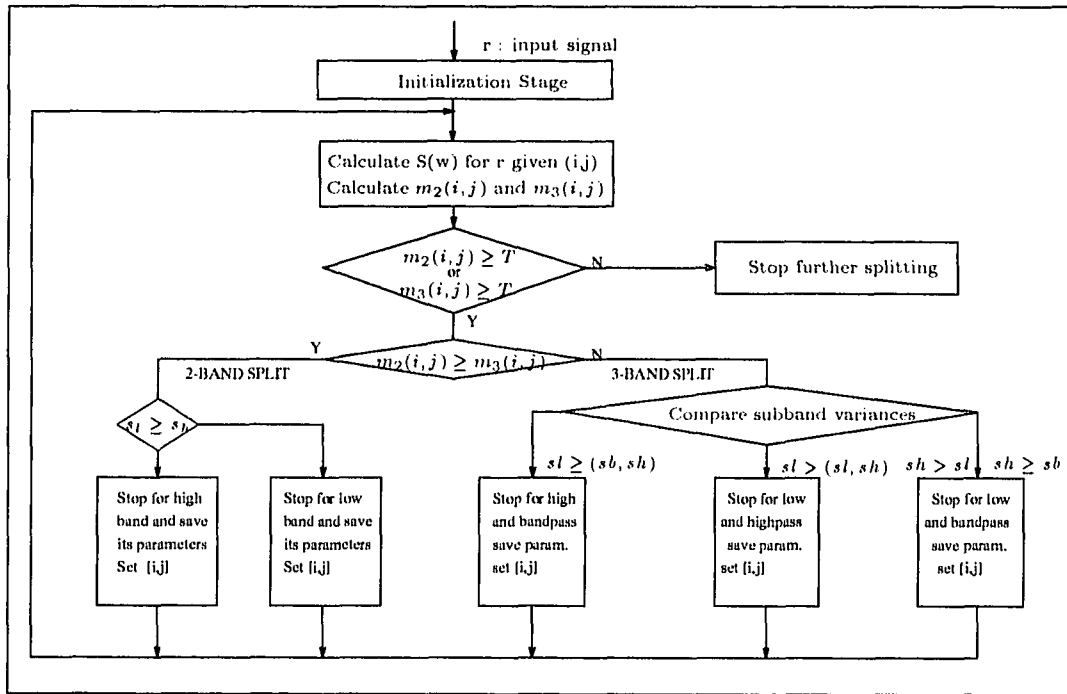 r : input signal
Initialization Stage
Calculate S(w) for r given (i,j)
Calculate m₂(i, j) and m₃(i, j)
m₂(i, j) ≥ T
or
m₃(i, j) ≥ T
N
Stop further splitting
Y
Y
m₂(i, j) ≥ m₃(i, j)
N
2-BAND SPLIT
3-BAND SPLIT
s_l ≥ s_h
Compare subband variances
sl ≥ (sb, sh)
sl > (sl, sh)
sh > sl
sh ≥ sb
Stop for high
band and save
its parameters
Set [i,j]
Stop for low
band and save
its parameters
Set [i,j]
Stop for high
and bandpass
save param.
set [i,j]
Stop for low
and highpass
save param.
set [i,j]
Stop for low
and bandpass
save param.
set [i,j]